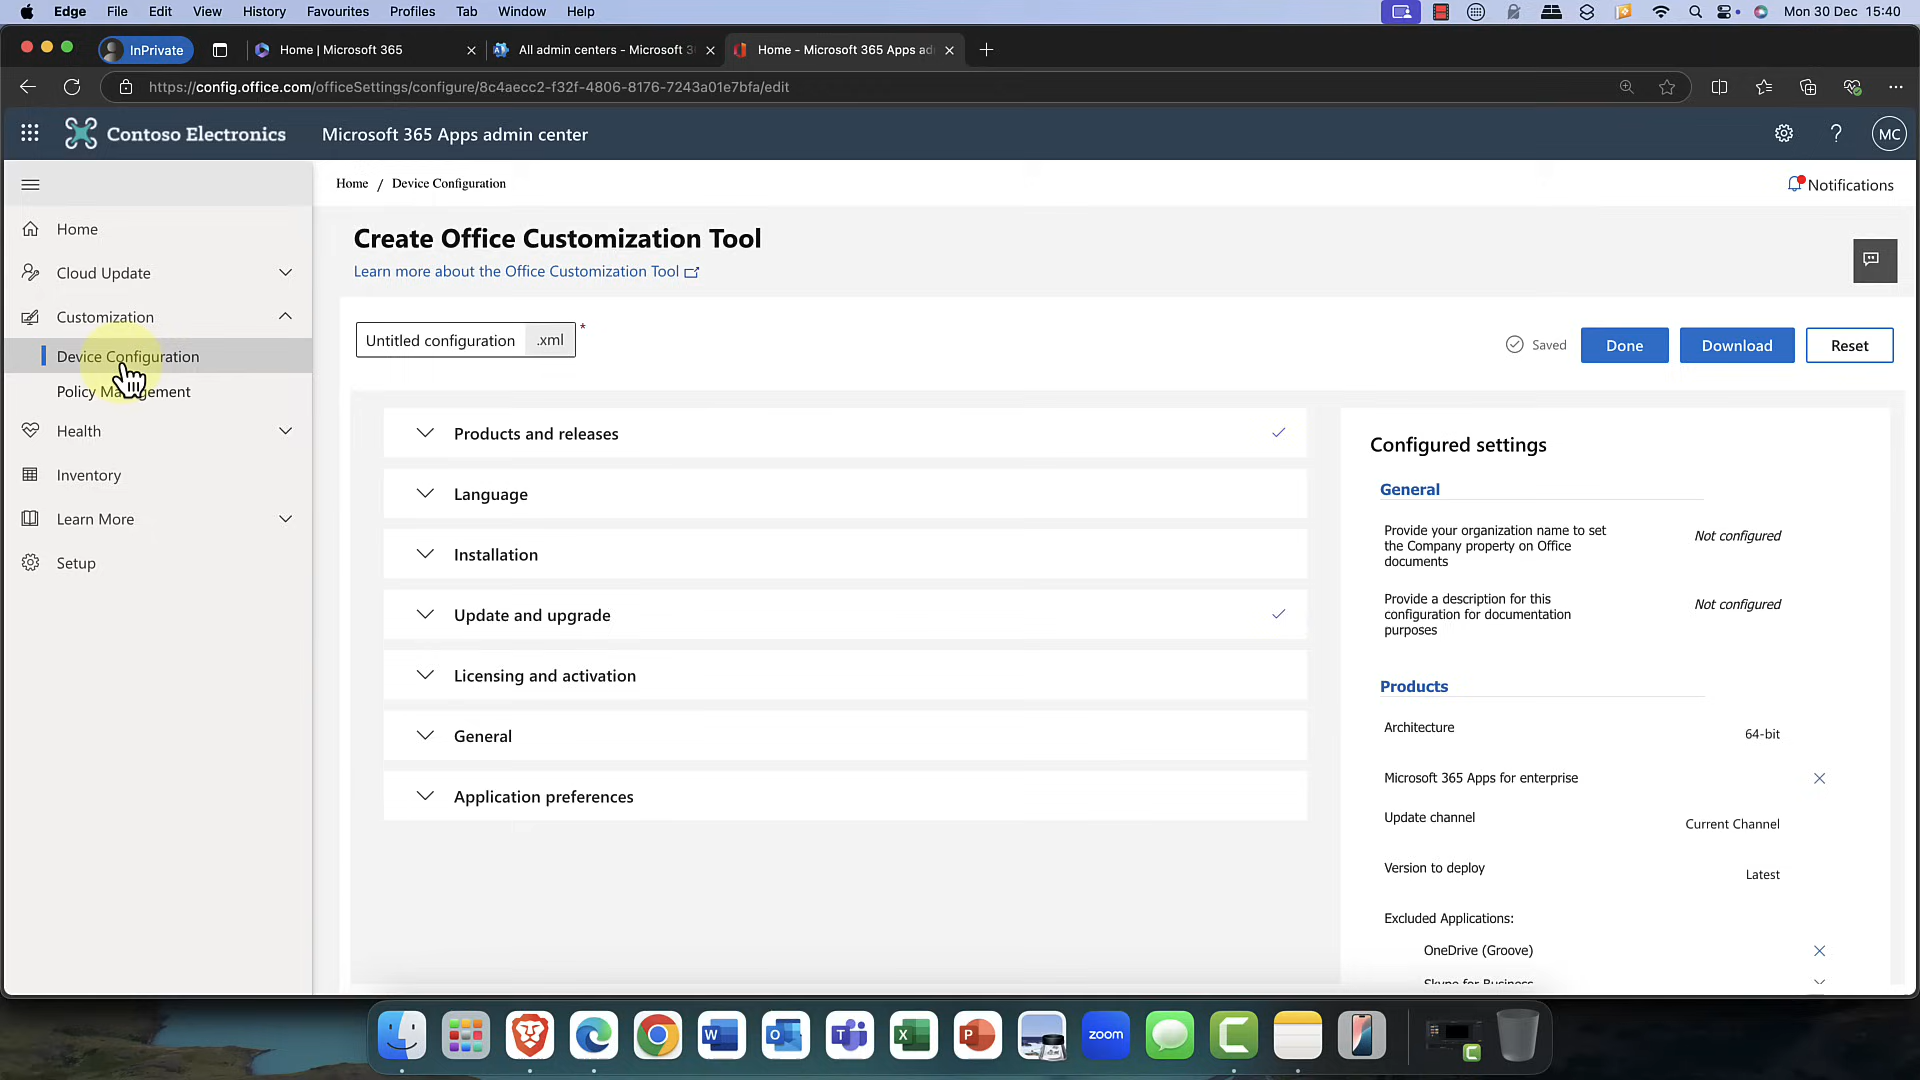 Edge File Edit View History Favourites Profiles Tab Window Help Mon 30 Dec 15:40
InPrivate Home | Microsoft 365 All admin centers - Microsoft 3 Home - Microsoft 365 Apps ad
https://config.office.com/officeSettings/configure/8c4aecc2-f32f-4806-8176-7243a01e7bfa/edit
Contoso Electronics Microsoft 365 Apps admin center ? MC
Home / Device Configuration Notifications
Home
Cloud Update
Customization
Device Configuration
Policy Management
Health
Inventory
Learn More
Setup
Create Office Customization Tool
Learn more about the Office Customization Tool
Untitled configuration .xml *
Saved Done Download Reset
Products and releases
Language
Installation
Update and upgrade
Licensing and activation
General
Application preferences
Configured settings
General
Provide your organization name to set
the Company property on Office
documents
Not configured
Provide a description for this
configuration for documentation
purposes
Not configured
Products
Architecture
64-bit
Microsoft 365 Apps for enterprise
Update channel
Current Channel
Version to deploy
Latest
Excluded Applications:
OneDrive (Groove)
Skype for Business
zoom